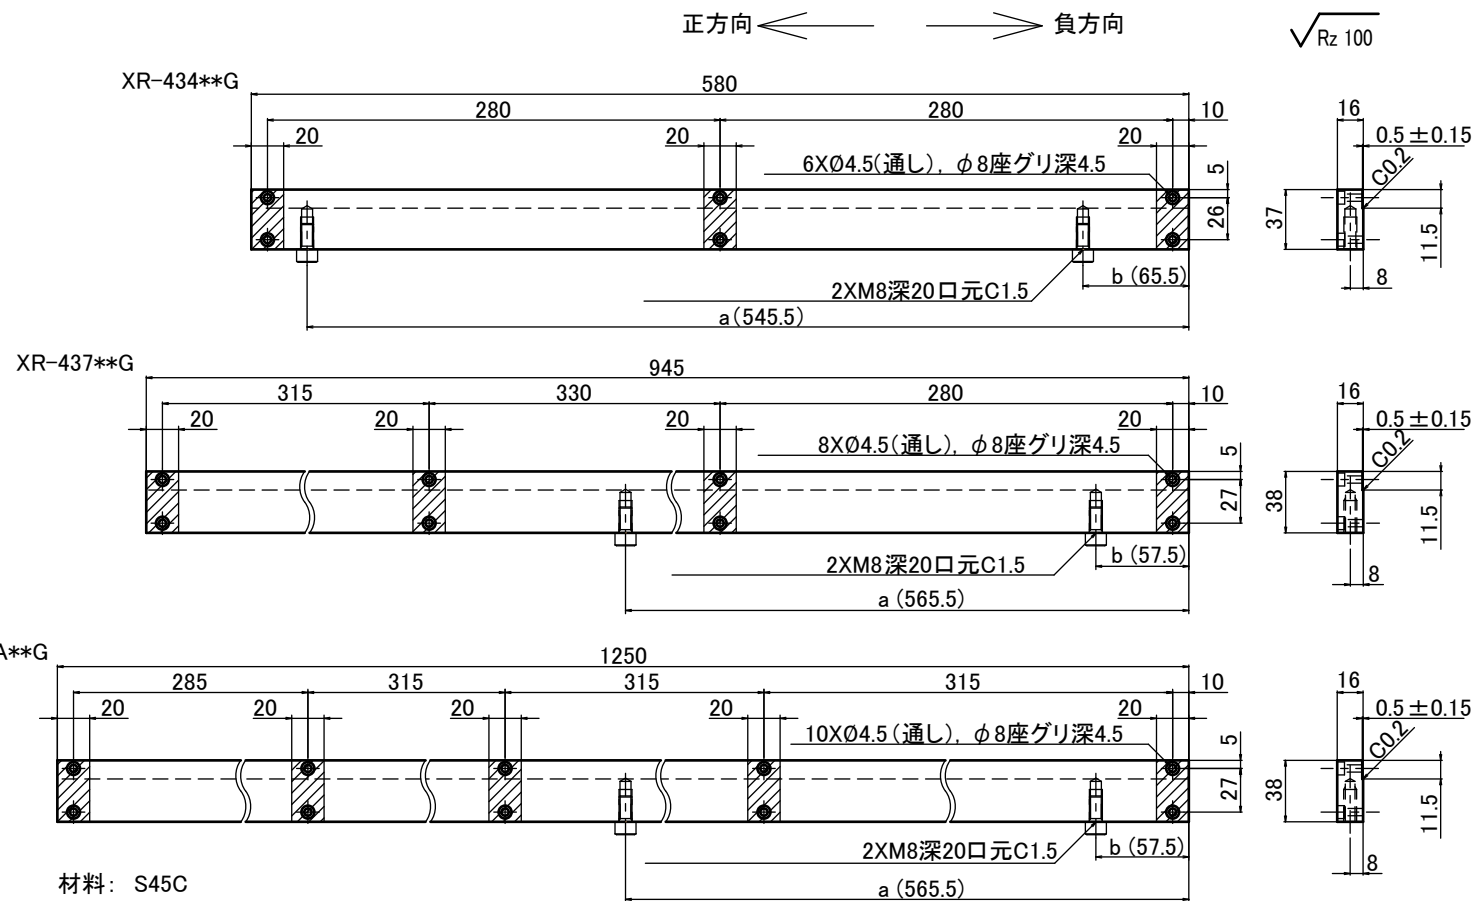 正方向 負方向
Rz 100
XR-434**G
580
280 280 10
16
20 20 20
0.5±0.15
6XØ4.5(通し), φ8座グリ深4.5
5
C0.2
26
37
11.5
b (65.5)
8
2XM8深20口元C1.5
a(545.5)
XR-437**G
945
315 330 280 10
16
20 20 20 20
0.5±0.15
8XØ4.5(通し), φ8座グリ深4.5
5
C0.2
27
38
11.5
b (57.5)
2XM8深20口元C1.5
8
a (565.5)
A**G
1250
285 315 315 315 10
16
20 20 20 20 20
0.5±0.15
10XØ4.5(通し), φ8座グリ深4.5
5
C0.2
27
38
11.5
2XM8深20口元C1.5
b (57.5)
8
材料: S45C
a (565.5)